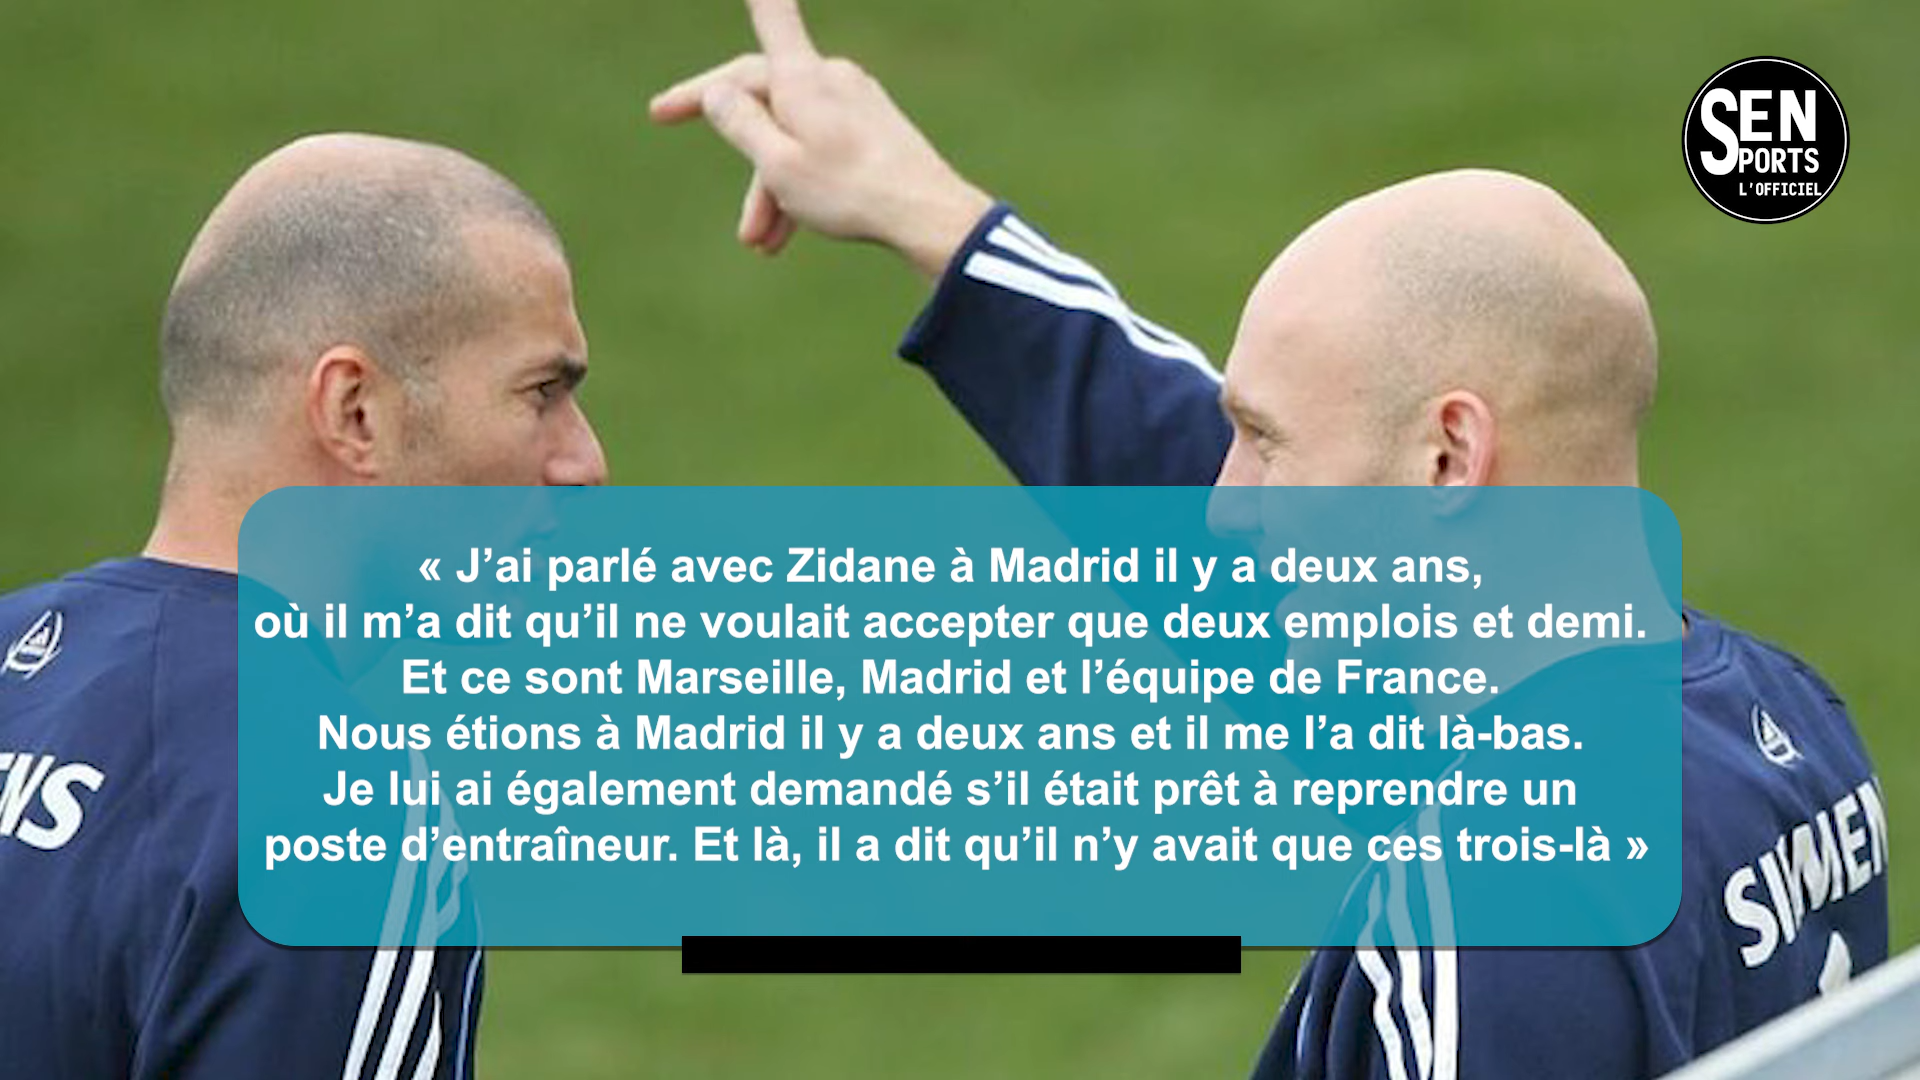 SEN
SPORTS
L'OFFICIEL
« J’ai parlé avec Zidane à Madrid il y a deux ans,
où il m’a dit qu’il ne voulait accepter que deux emplois et demi.
Et ce sont Marseille, Madrid et l’équipe de France.
Nous étions à Madrid il y a deux ans et il me l’a dit là-bas.
Je lui ai également demandé s’il était prêt à reprendre un
poste d’entraîneur. Et là, il a dit qu’il n’y avait que ces trois-là »